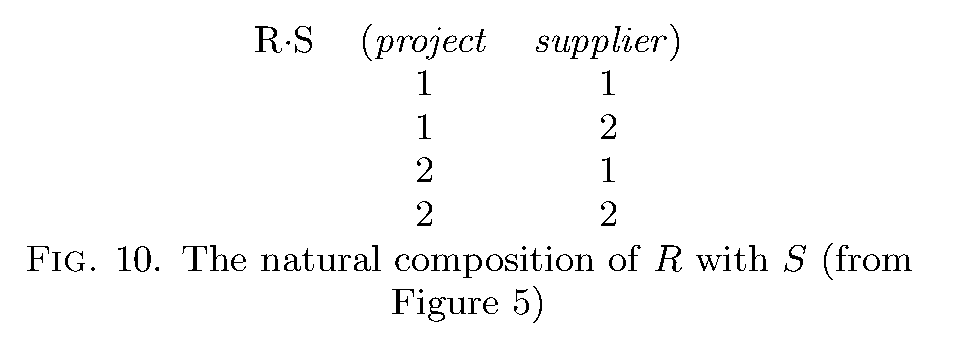 R·S (project supplier)
1 1
1 2
2 1
2 2
FIG. 10. The natural composition of R with S (from
Figure 5)